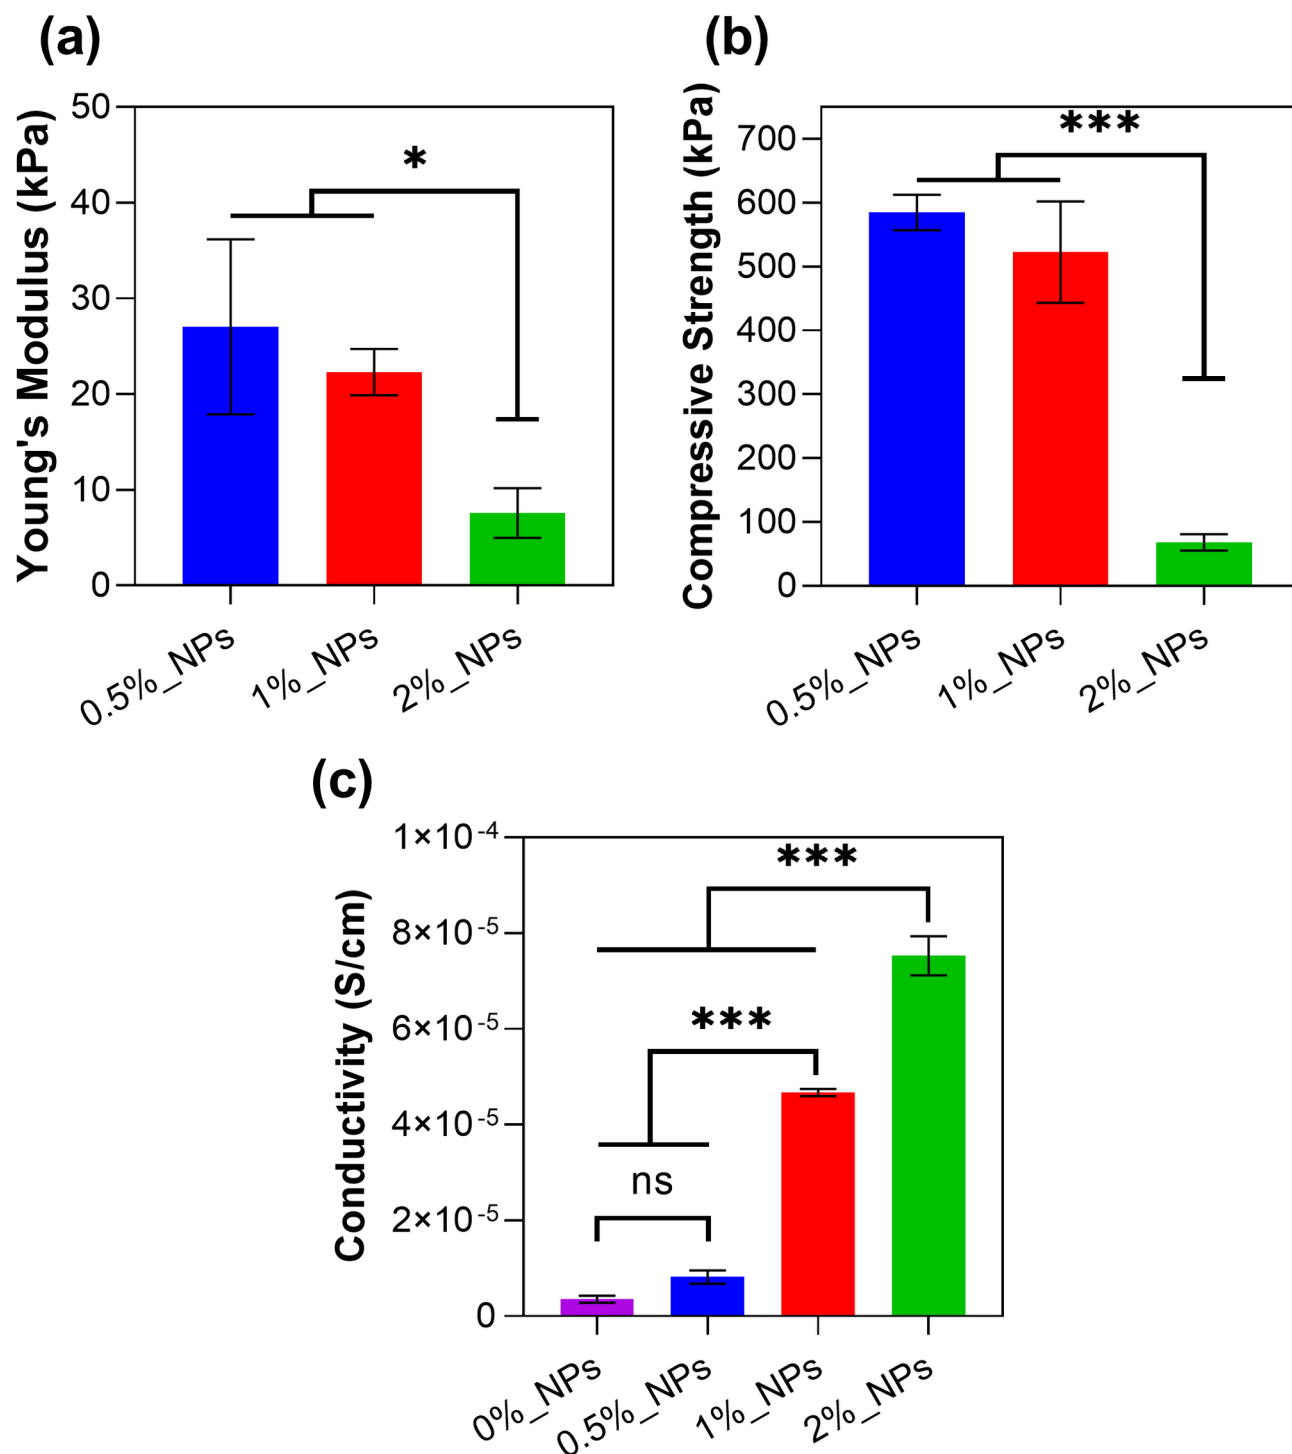 (a)
Young's Modulus (kPa)
50
40
30
20
10
0
*
0.5%_NPs
1%_NPs
2%_NPs
(b)
Compressive Strength (kPa)
700
600
500
400
300
200
100
0
***
0.5%_NPs
1%_NPs
2%_NPs
(c)
Conductivity (S/cm)
1×10⁻⁴
8×10⁻⁵
6×10⁻⁵
4×10⁻⁵
2×10⁻⁵
0
***
***
ns
0%_NPs
0.5%_NPs
1%_NPs
2%_NPs